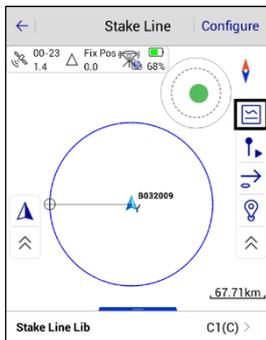 Stake Line Configure
00-23 Fix Pos
1.4 0.0 68%
B032009
67.71km
Stake Line Lib C1(C)